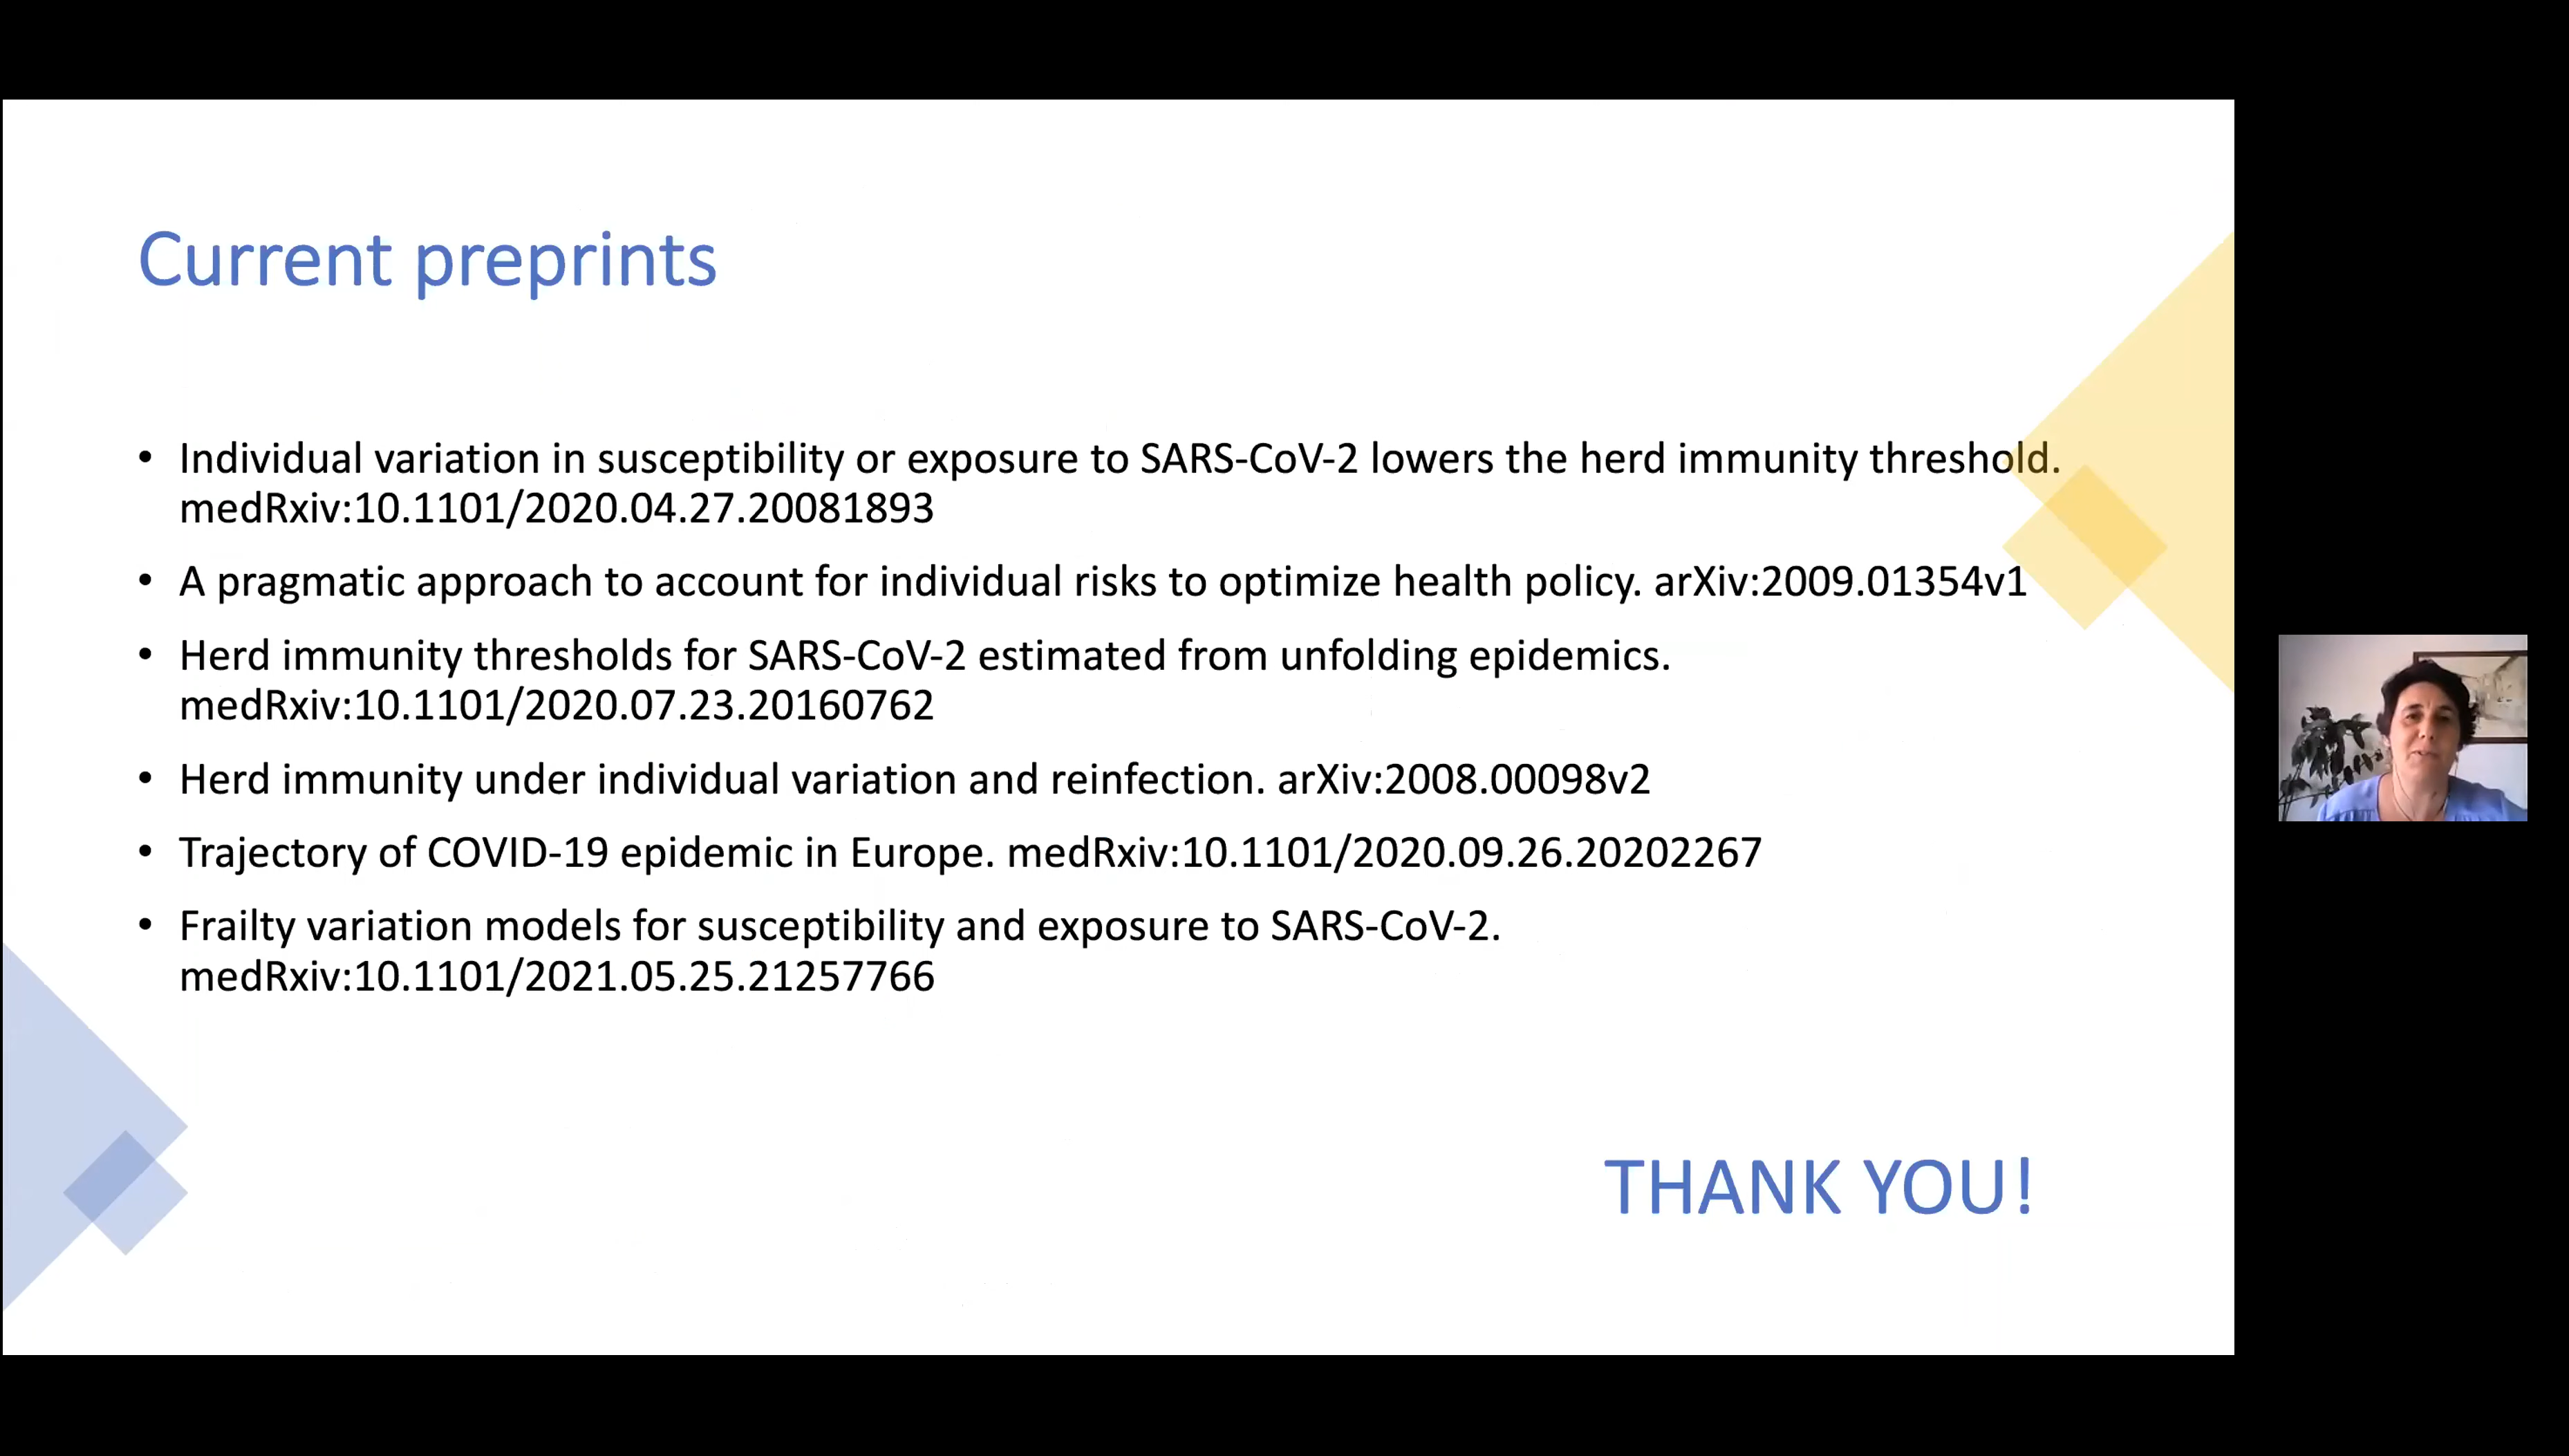 Current preprints
• Individual variation in susceptibility or exposure to SARS-CoV-2 lowers the herd immunity threshold.
medRxiv:10.1101/2020.04.27.20081893
• A pragmatic approach to account for individual risks to optimize health policy. arXiv:2009.01354v1
• Herd immunity thresholds for SARS-CoV-2 estimated from unfolding epidemics.
medRxiv:10.1101/2020.07.23.20160762
• Herd immunity under individual variation and reinfection. arXiv:2008.00098v2
• Trajectory of COVID-19 epidemic in Europe. medRxiv:10.1101/2020.09.26.20202267
• Frailty variation models for susceptibility and exposure to SARS-CoV-2.
medRxiv:10.1101/2021.05.25.21257766
THANK YOU!